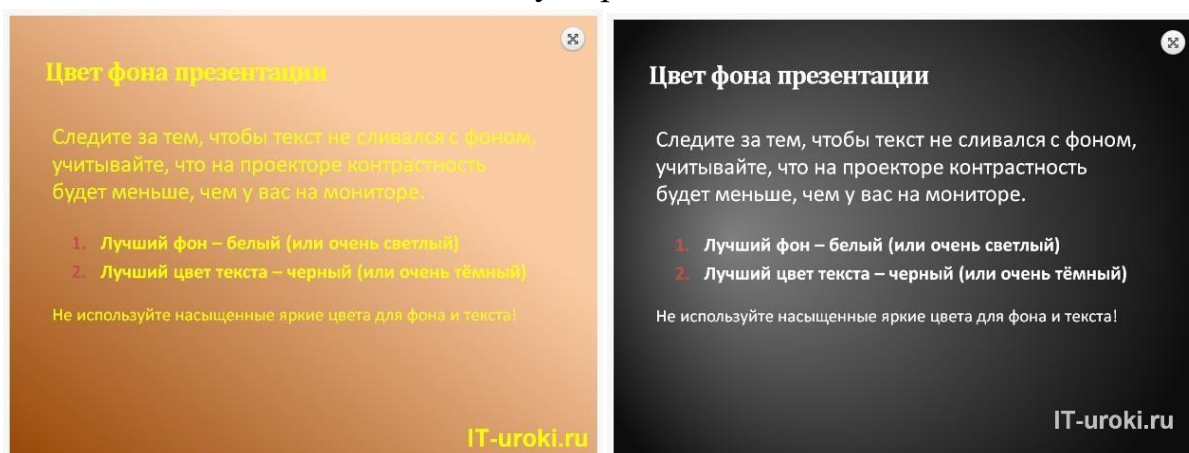 Цвет фона презентации
Следите за тем, чтобы текст не сливался с фоном,
учитывайте, что на проекторе контрастность
будет меньше, чем у вас на мониторе.
1. Лучший фон – белый (или очень светлый)
2. Лучший цвет текста – черный (или очень тёмный)
Не используйте насыщенные яркие цвета для фона и текста!
IT-uroki.ru
Цвет фона презентации
Следите за тем, чтобы текст не сливался с фоном,
учитывайте, что на проекторе контрастность
будет меньше, чем у вас на мониторе.
1. Лучший фон – белый (или очень светлый)
2. Лучший цвет текста – черный (или очень тёмный)
Не используйте насыщенные яркие цвета для фона и текста!
IT-uroki.ru